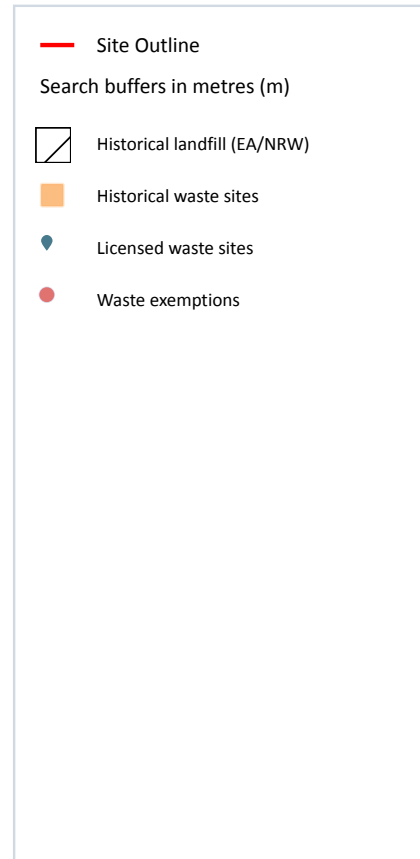 Site Outline
Search buffers in metres (m)
Historical landfill (EA/NRW)
Historical waste sites
Licensed waste sites
Waste exemptions